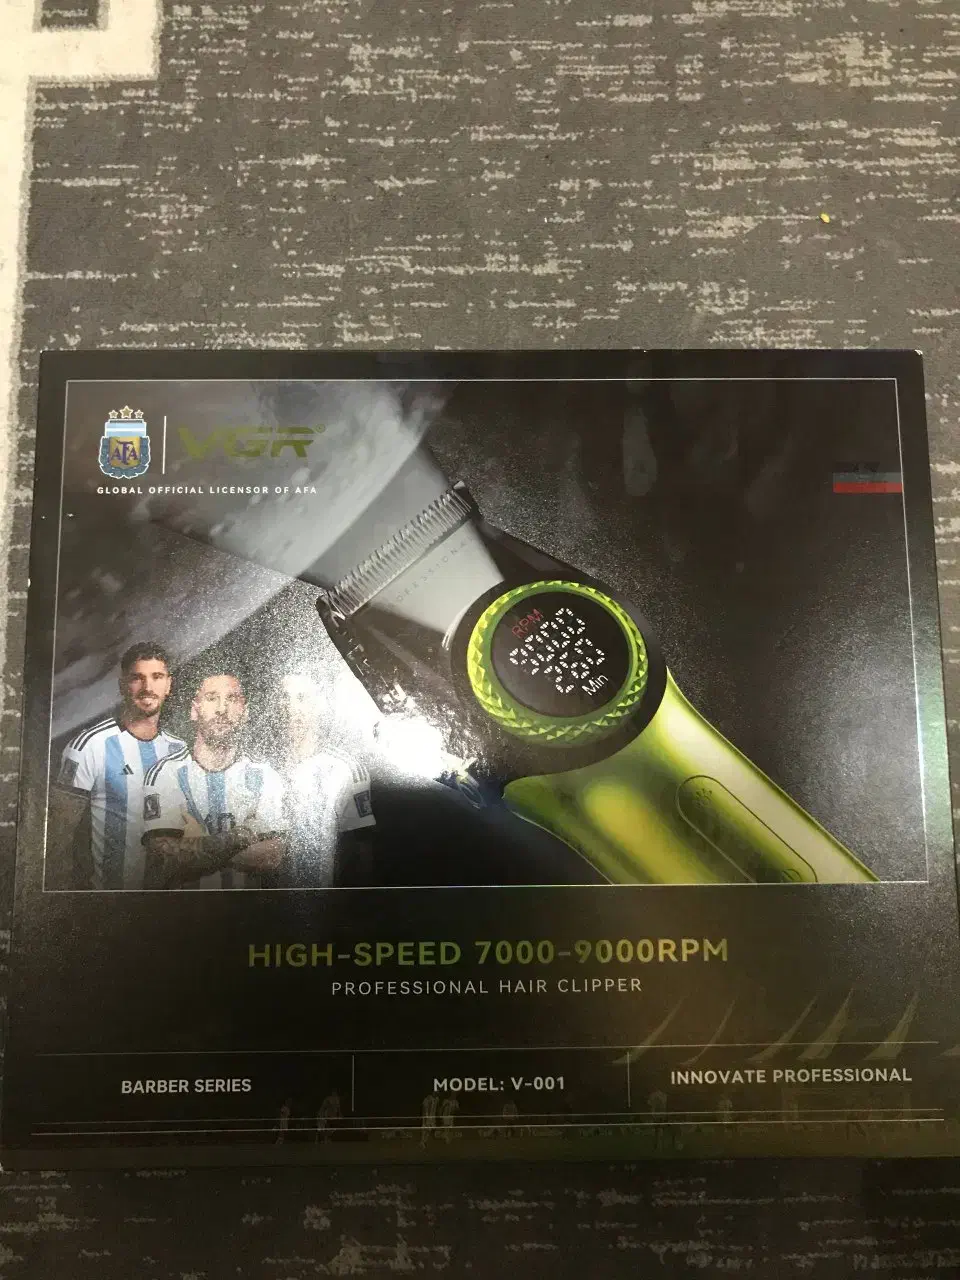 AFA
VGR®
GLOBAL OFFICIAL LICENSOR OF AFA
RPM
9000
Min
HIGH-SPEED 7000-9000RPM
PROFESSIONAL HAIR CLIPPER
BARBER SERIES
MODEL: V-001
INNOVATE PROFESSIONAL